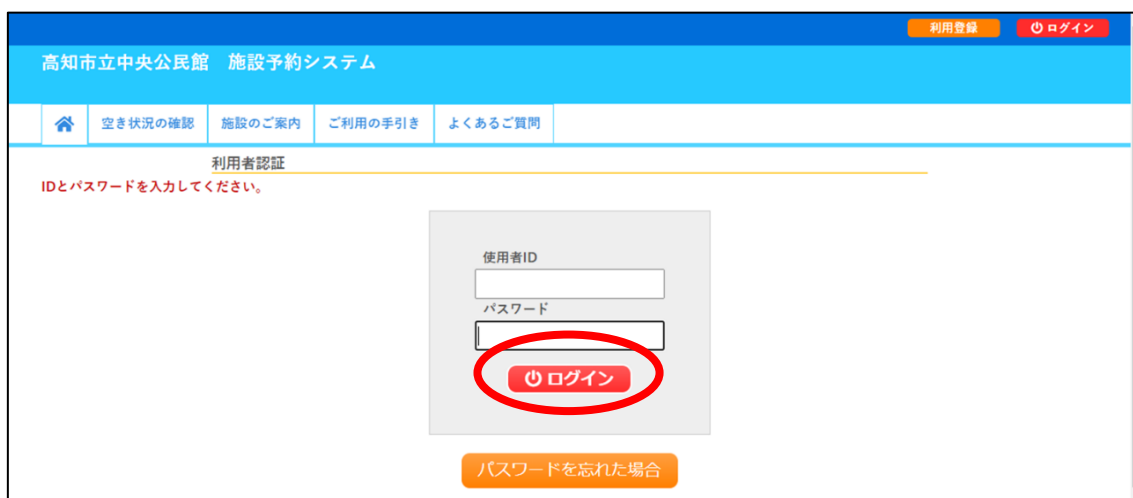 利用登録 ログイン
高知市立中央公民館 施設予約システム
空き状況の確認 施設のご案内 ご利用の手引き よくあるご質問
利用者認証
IDとパスワードを入力してください。
使用者ID
パスワード
ログイン
パスワードを忘れた場合